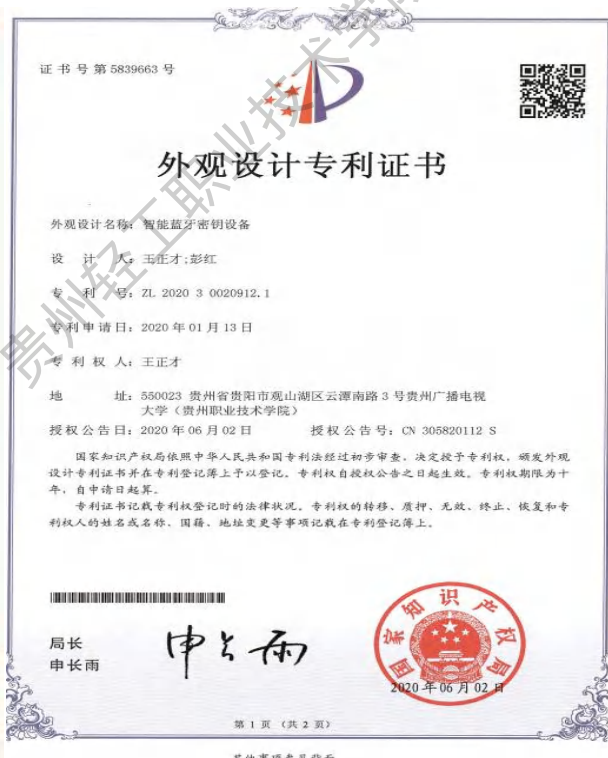 证书号第5839663号
外观设计专利证书
外观设计名称：智能蓝牙密钥设备
设 计 人：王正才;彭红
专 利 号：ZL 2020 3 0020912.1
专利申请日：2020年01月13日
专 利 权 人：王正才
地 址：550023 贵州省贵阳市观山湖区云潭南路3号贵州广播电视
大学（贵州职业技术学院）
授权公告日：2020年06月02日 授权公告号：CN 305820112 S
国家知识产权局依照中华人民共和国专利法经过初步审查，决定授予专利权，颁发外观
设计专利证书并在专利登记簿上予以登记。专利权自授权公告之日起生效。专利权期限为十
年，自申请日起算。
专利证书记载专利权登记时的法律状况。专利权的转移、质押、无效、终止、恢复和专
利权人的姓名或名称、国籍、地址变更等事项记载在专利登记簿上。
局长
申长雨
申长雨
国家知识产权局
2020年06月02日
第 1 页 （共 2 页）
其他事项参见背面
贵州轻工职业技术学院